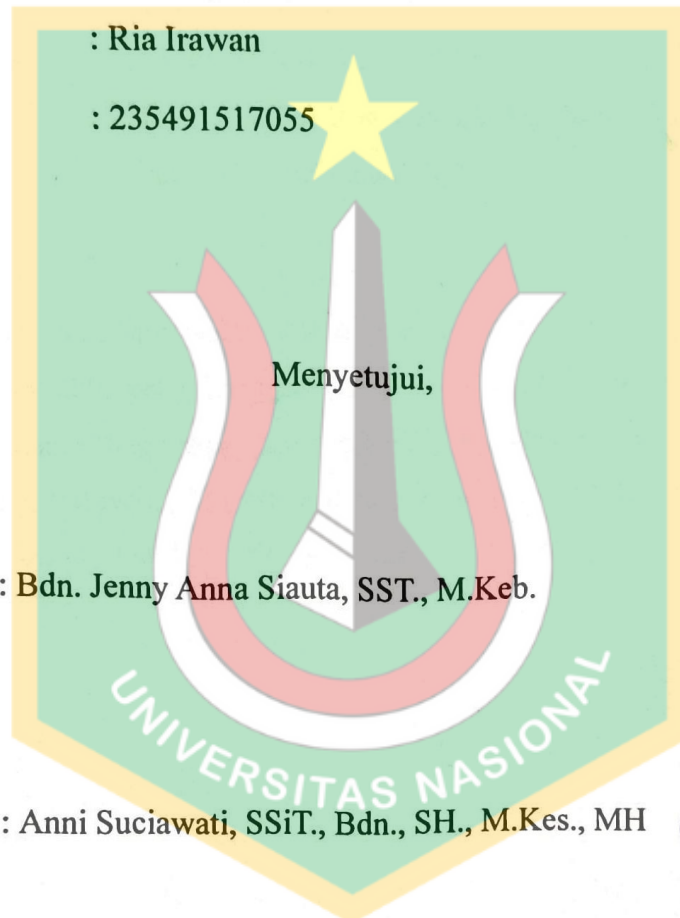 : Ria Irawan
: 235491517055
Menyetujui,
: Bdn. Jenny Anna Siauta, SST., M.Keb.
UNIVERSITAS NASIONAL
: Anni Suciawati, SSiT., Bdn., SH., M.Kes., MH